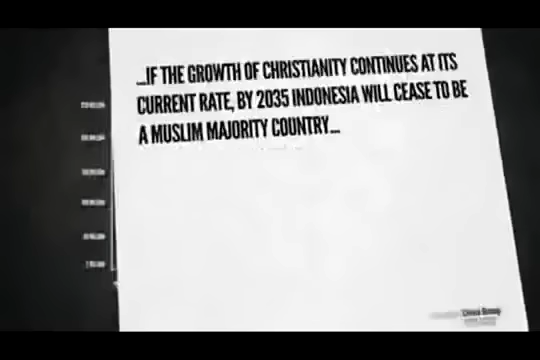 ...IF THE GROWTH OF CHRISTIANITY CONTINUES AT ITS
CURRENT RATE, BY 2035 INDONESIA WILL CEASE TO BE
A MUSLIM MAJORITY COUNTRY...